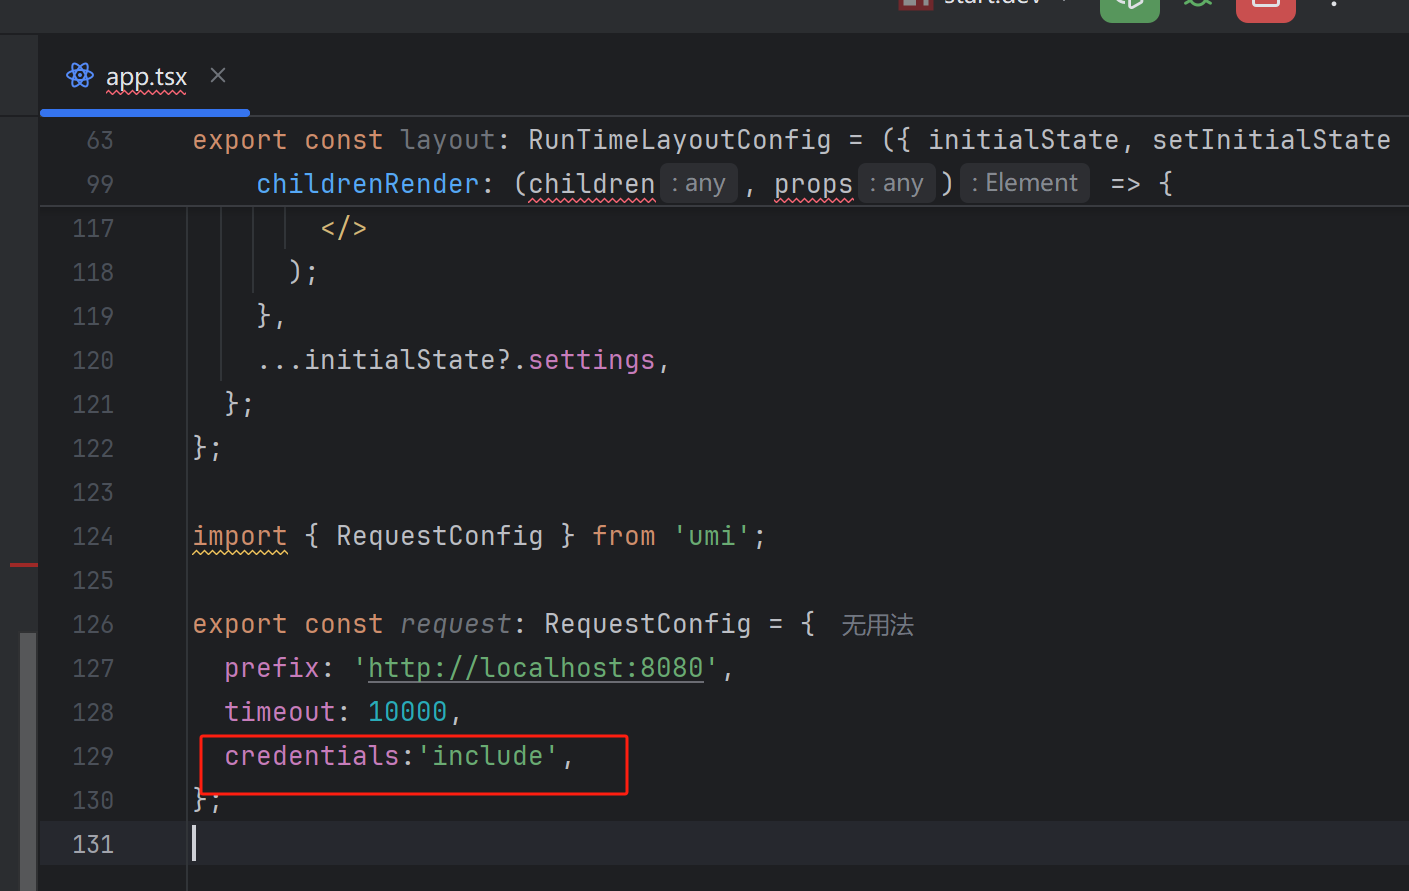 start:dev
app.tsx
63 export const layout: RunTimeLayoutConfig = ({ initialState, setInitialState
99 childrenRender: (children : any , props : any ) : Element => {
117 </>
118 );
119 },
120 ...initialState?.settings,
121 };
122 };
123
124 import { RequestConfig } from 'umi';
125
126 export const request: RequestConfig = { 无用法
127 prefix: 'http://localhost:8080',
128 timeout: 10000,
129 credentials:'include',
130 };
131